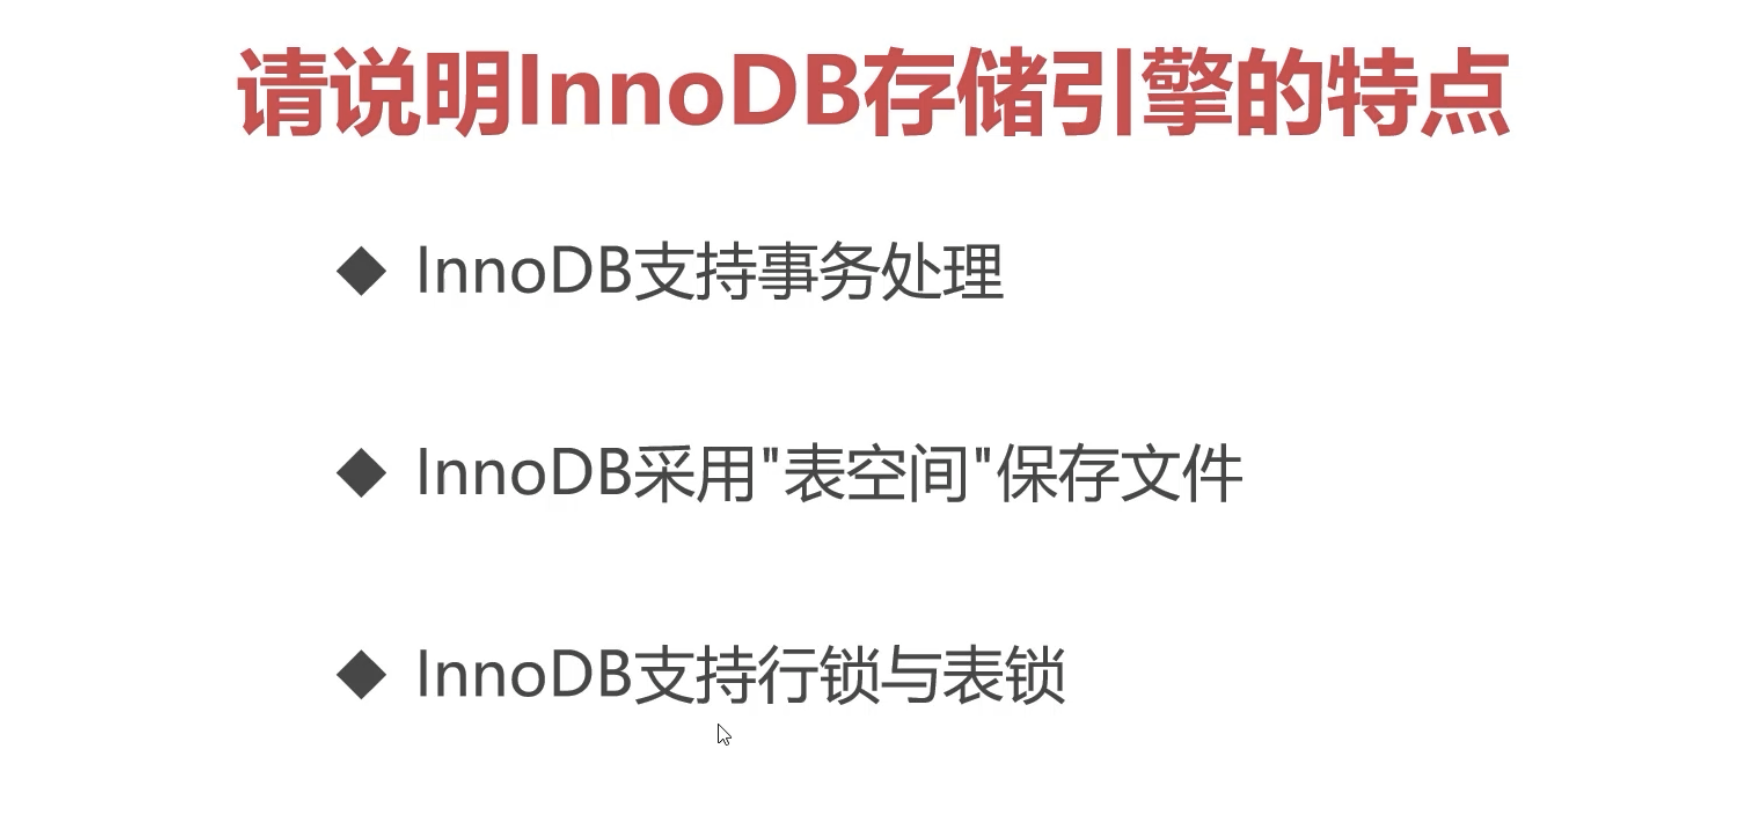 请说明InnoDB存储引擎的特点
◆ InnoDB支持事务处理
◆ InnoDB采用"表空间"保存文件
◆ InnoDB支持行锁与表锁